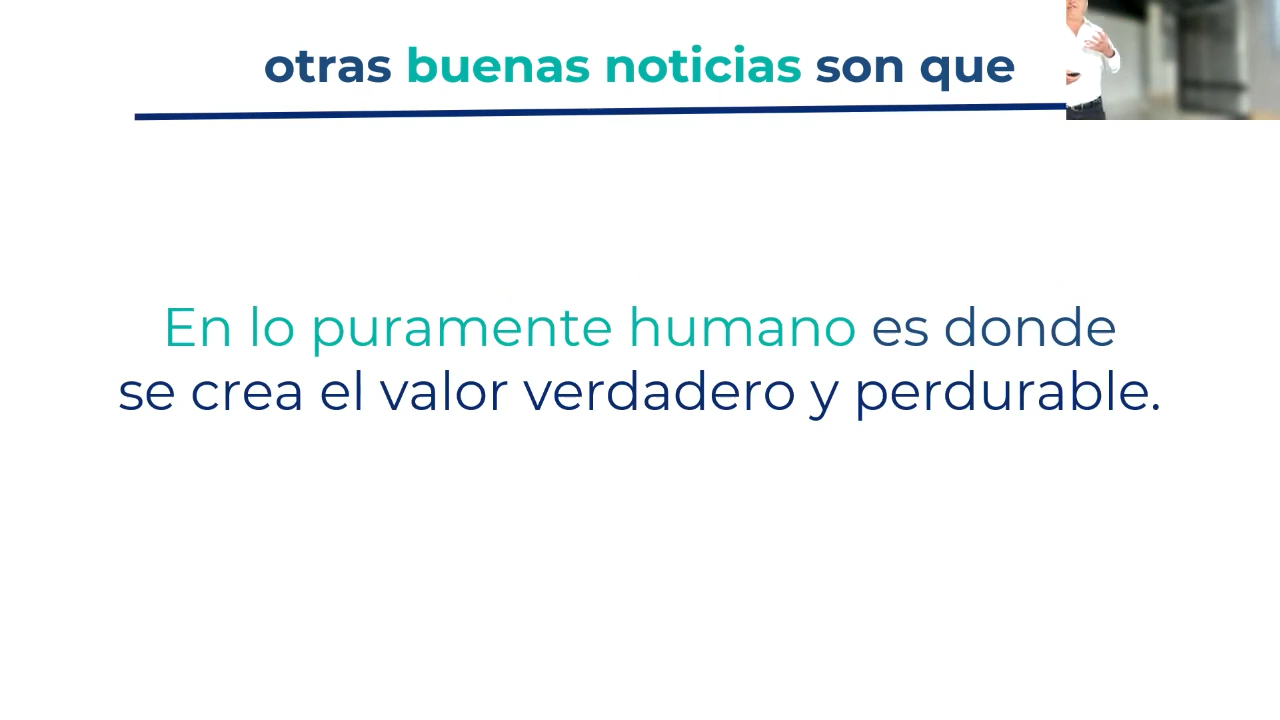 otras buenas noticias son que
En lo puramente humano es donde
se crea el valor verdadero y perdurable.